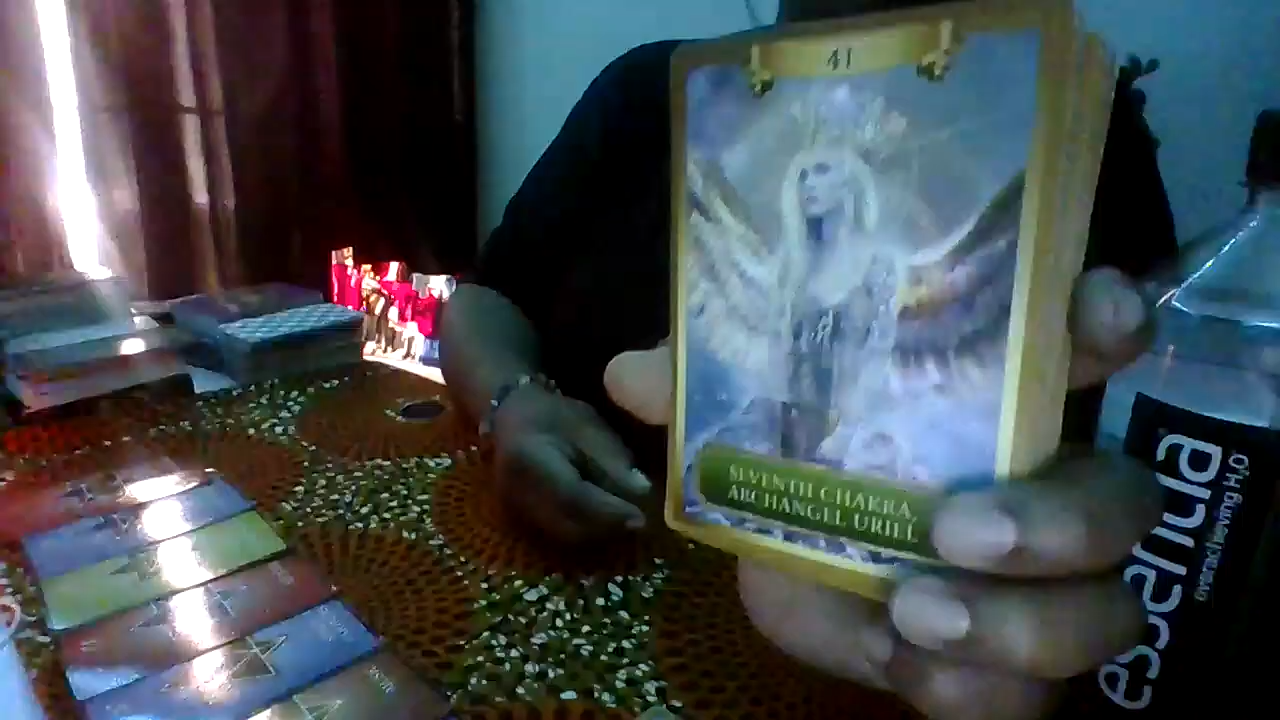 41
SEVENTH CHAKRA,
ARCHANGEL URIEL
essentia
overachieving H₂O